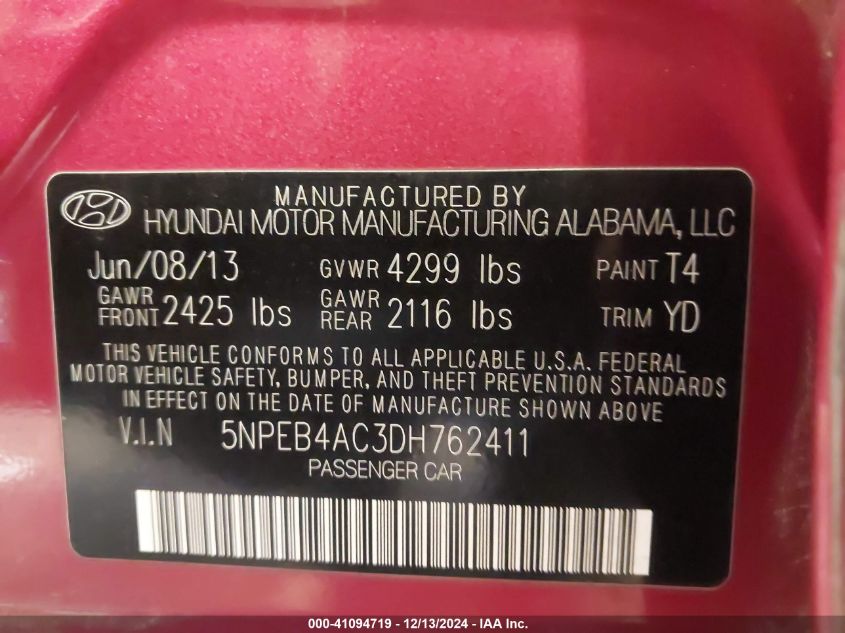 MANUFACTURED BY
HYUNDAI MOTOR MANUFACTURING ALABAMA, LLC
Jun/08/13 GVWR 4299 lbs PAINT T4
GAWR FRONT 2425 lbs GAWR REAR 2116 lbs TRIM YD
THIS VEHICLE CONFORMS TO ALL APPLICABLE U.S.A. FEDERAL
MOTOR VEHICLE SAFETY, BUMPER, AND THEFT PREVENTION STANDARDS
IN EFFECT ON THE DATE OF MANUFACTURE SHOWN ABOVE
V.I.N 5NPEB4AC3DH762411
PASSENGER CAR
000-41094719 - 12/13/2024 - IAA Inc.